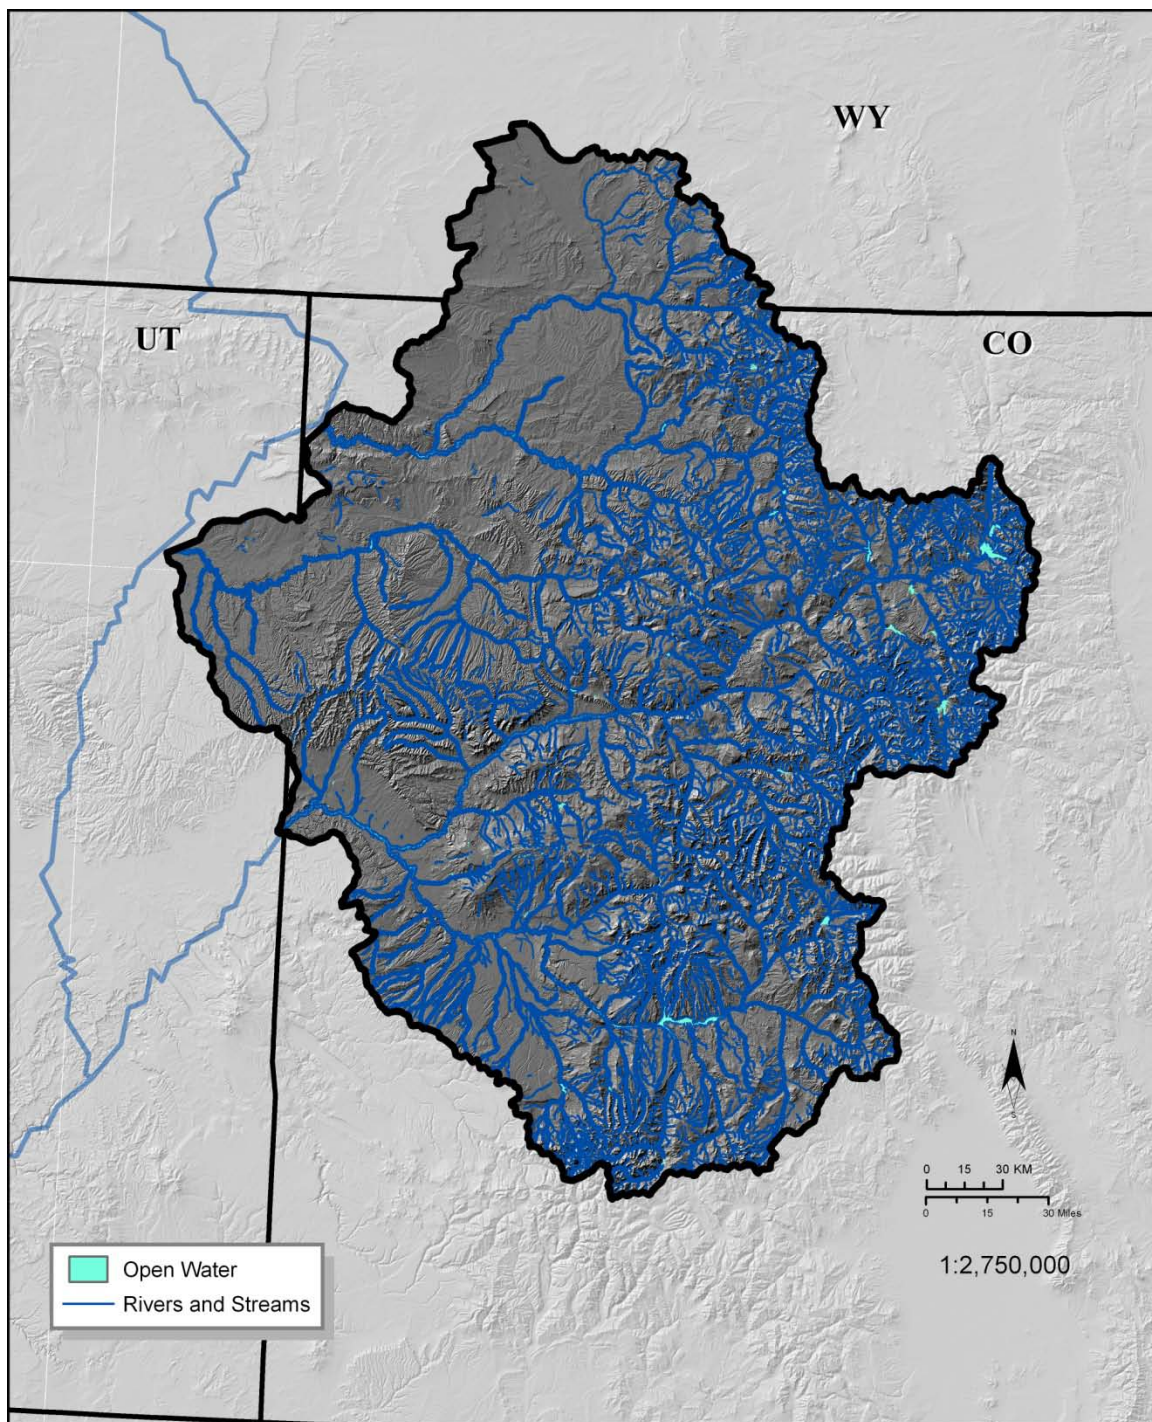 WY
UT
CO
N
S
0 15 30 KM
0 15 30 Miles
1:2,750,000
Open Water
Rivers and Streams